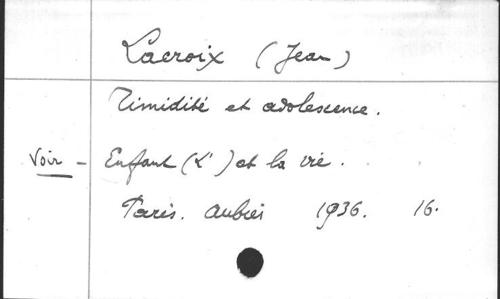 Lacroix (Jean)
Timidité et adolescence.
Voir - Enfant (L') et la vie.
Paris. Aubier 1936. 16.